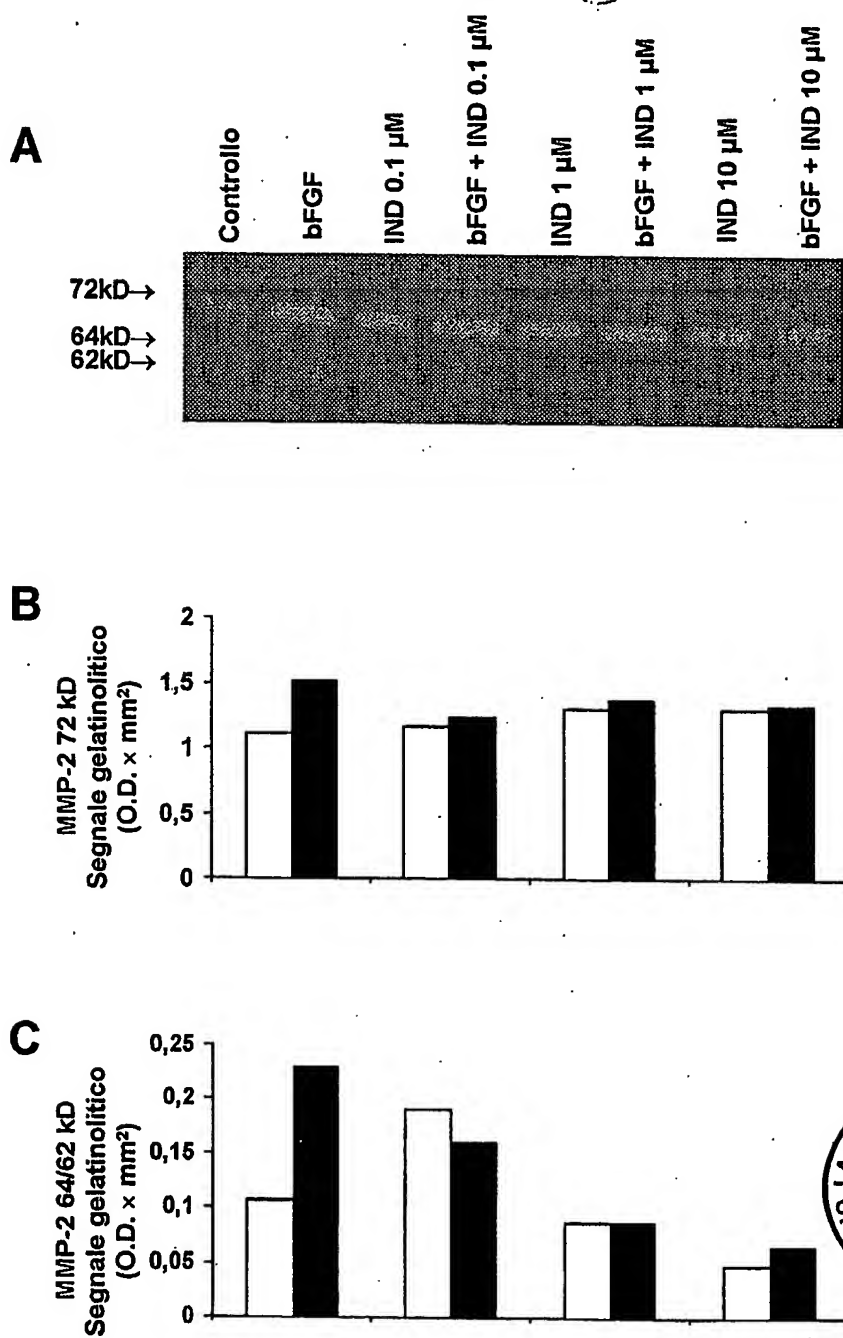 A
Controllo
bFGF
IND 0.1 µM
bFGF + IND 0.1 µM
IND 1 µM
bFGF + IND 1 µM
IND 10 µM
bFGF + IND 10 µM
72kD→
64kD→
62kD→
B
MMP-2 72 kD
Segnale gelatinolitico
(O.D. × mm²)
2
1,5
1
0,5
0
C
MMP-2 64/62 kD
Segnale gelatinolitico
(O.D. × mm²)
0,25
0,2
0,15
0,1
0,05
0